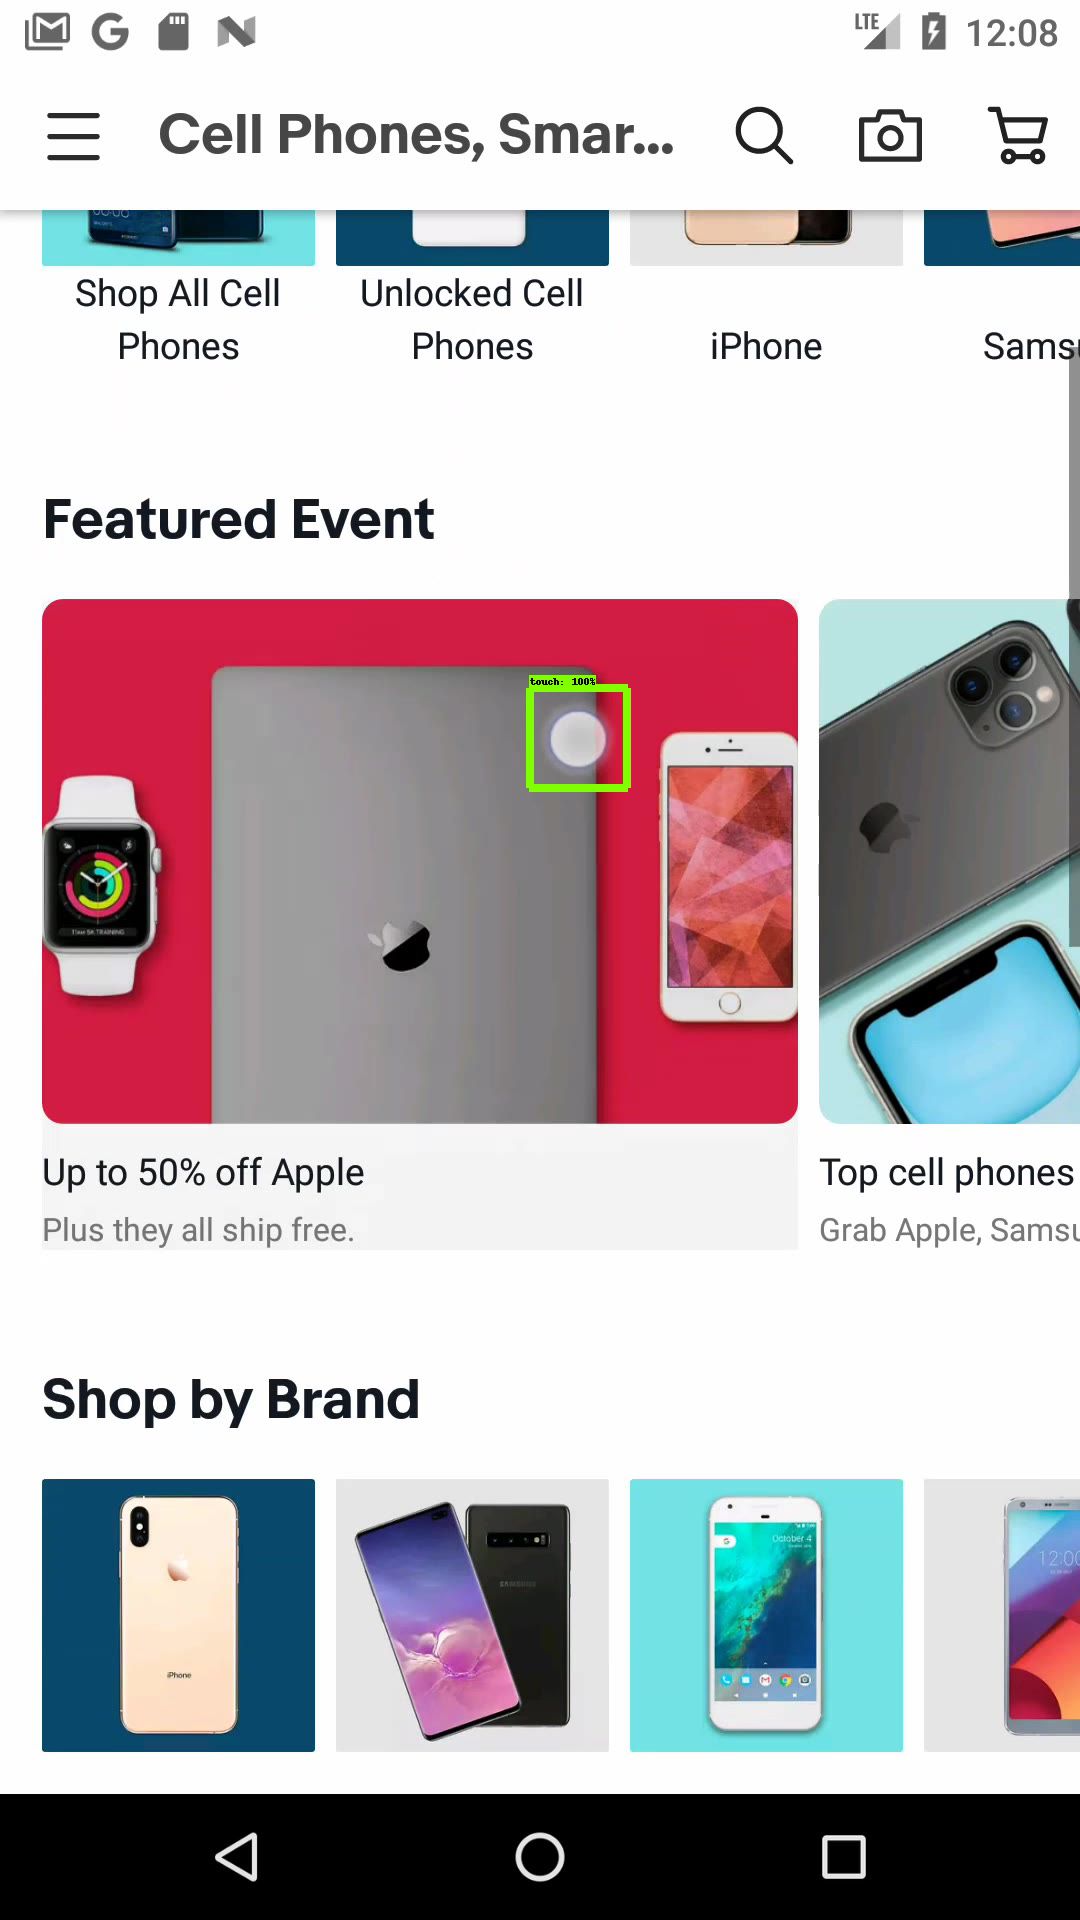 LTE
12:08
Cell Phones, Smar...
Shop All Cell
Phones
Unlocked Cell
Phones
iPhone
Samsu
Featured Event
touch: 100%
Up to 50% off Apple
Plus they all ship free.
Top cell phones
Grab Apple, Samsu
Shop by Brand
iPhone
SAMSUNG
October 4
12:00